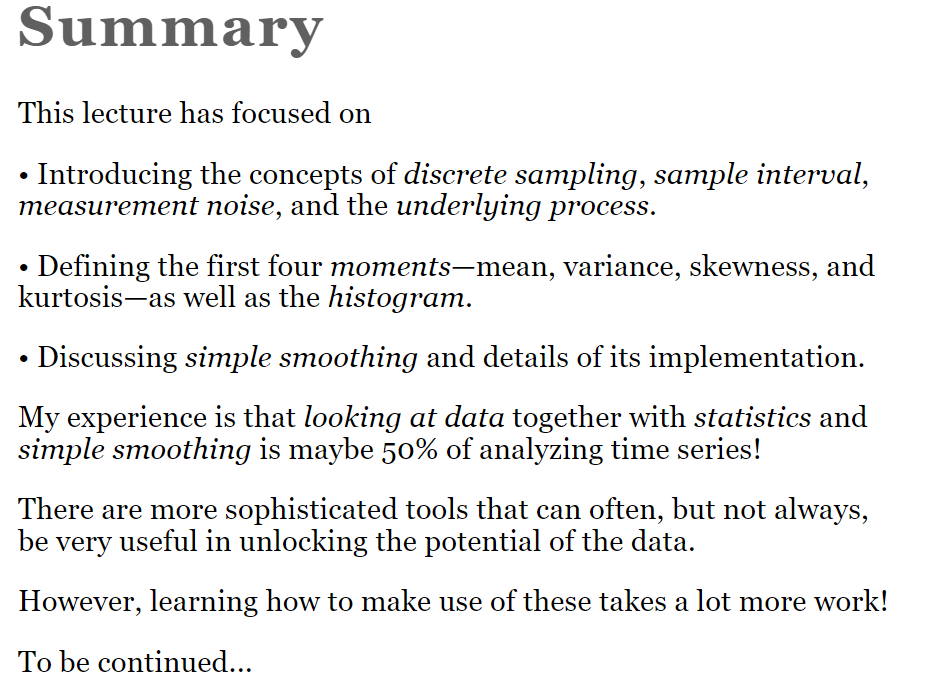 Summary
This lecture has focused on
• Introducing the concepts of discrete sampling, sample interval,
measurement noise, and the underlying process.
• Defining the first four moments—mean, variance, skewness, and
kurtosis—as well as the histogram.
• Discussing simple smoothing and details of its implementation.
My experience is that looking at data together with statistics and
simple smoothing is maybe 50% of analyzing time series!
There are more sophisticated tools that can often, but not always,
be very useful in unlocking the potential of the data.
However, learning how to make use of these takes a lot more work!
To be continued...